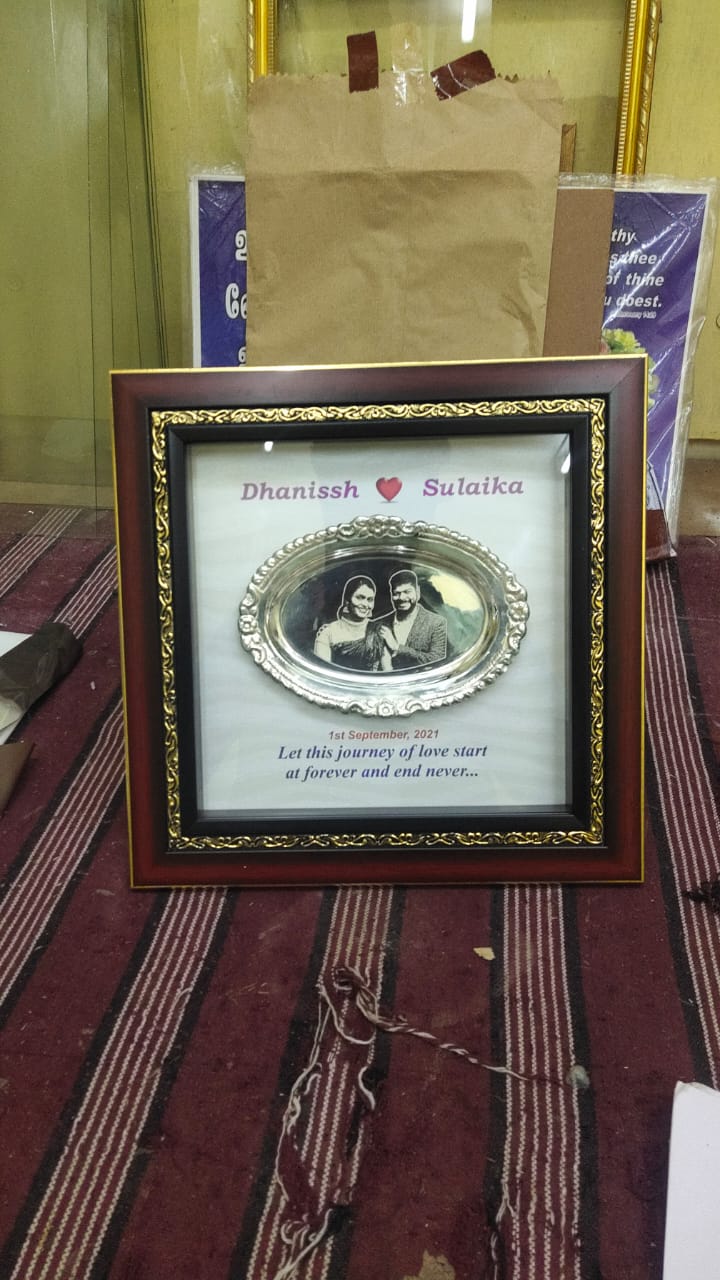 thy
of thine
doest.
Dhanissh Sulaika
1st September, 2021
Let this journey of love start
at forever and end never...